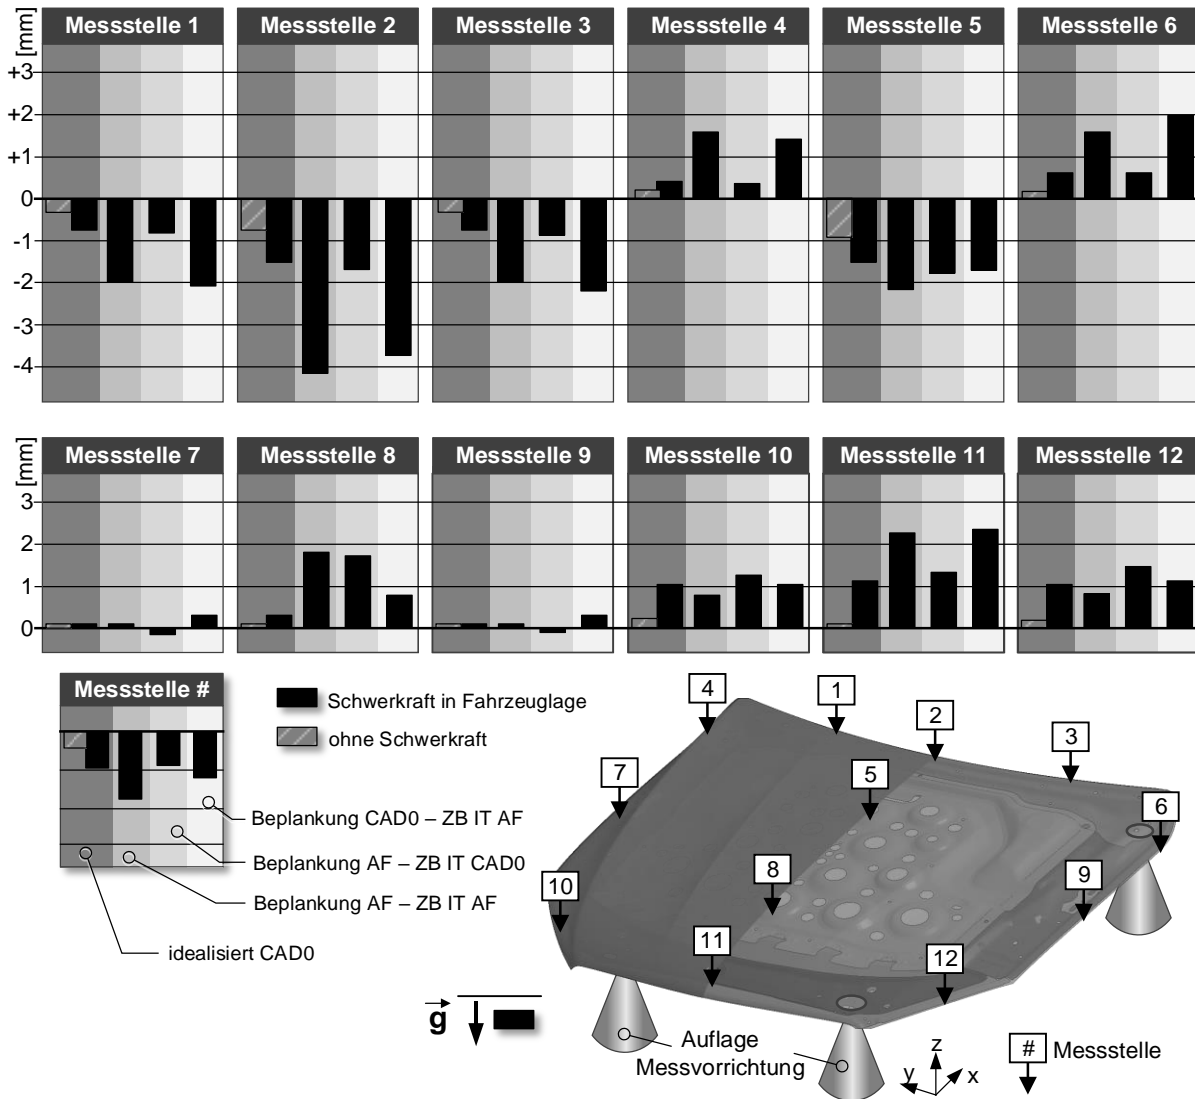 [mm]
Messstelle 1
Messstelle 2
Messstelle 3
Messstelle 4
Messstelle 5
Messstelle 6
+3
+2
+1
0
-1
-2
-3
-4
[mm]
Messstelle 7
Messstelle 8
Messstelle 9
Messstelle 10
Messstelle 11
Messstelle 12
3
2
1
0
Messstelle #
Schwerkraft in Fahrzeuglage
ohne Schwerkraft
Beplankung CAD0 – ZB IT AF
Beplankung AF – ZB IT CAD0
Beplankung AF – ZB IT AF
idealisiert CAD0
4
1
2
3
7
5
6
8
9
10
11
12
g
Auflage
Messvorrichtung
z
y
x
# Messstelle